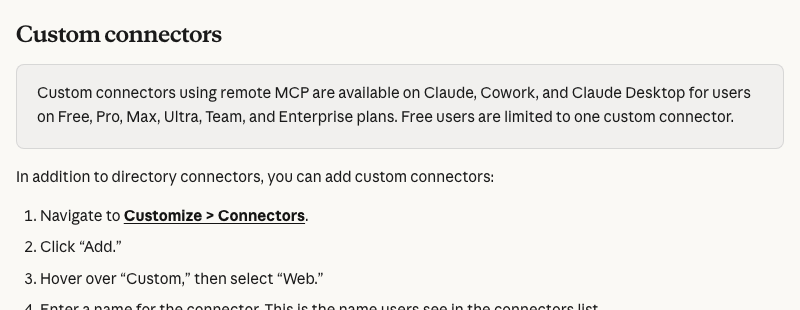 Custom connectors
Custom connectors using remote MCP are available on Claude, Cowork, and Claude Desktop for users
on Free, Pro, Max, Ultra, Team, and Enterprise plans. Free users are limited to one custom connector.
In addition to directory connectors, you can add custom connectors:
1. Navigate to Customize > Connectors.
2. Click “Add.”
3. Hover over “Custom,” then select “Web.”
4. Enter a name for the connector. This is the name users see in the connectors list.